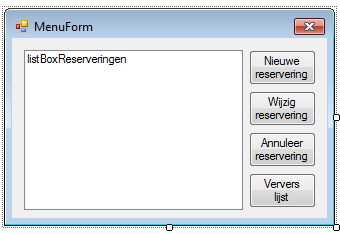 MenuForm
listBoxReserveringen
Nieuwe
reservering
Wijzig
reservering
Annuleer
reservering
Ververs
lijst